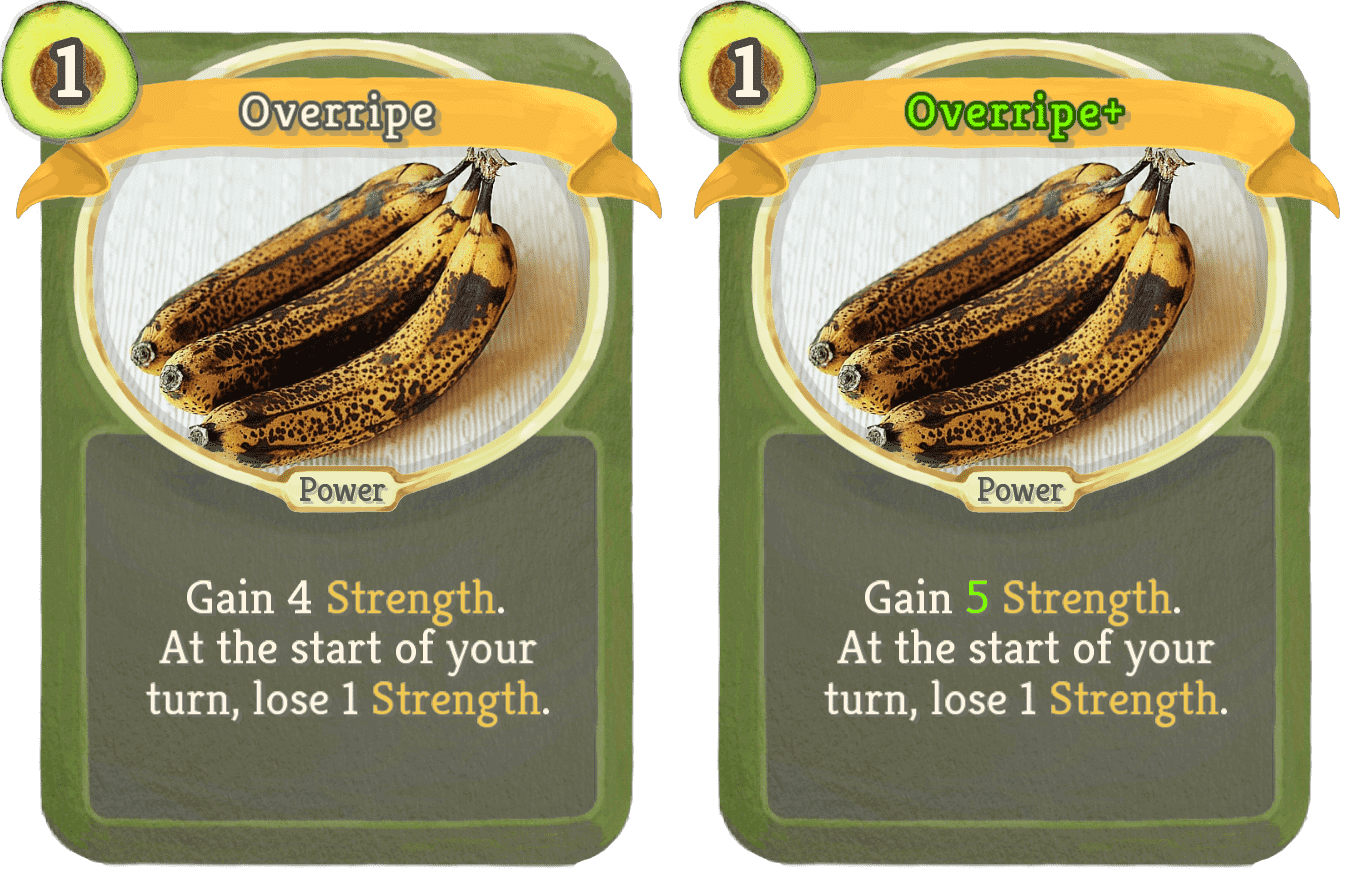 1
Overripe
Power
Gain 4 Strength.
At the start of your
turn, lose 1 Strength.
1
Overripe+
Power
Gain 5 Strength.
At the start of your
turn, lose 1 Strength.